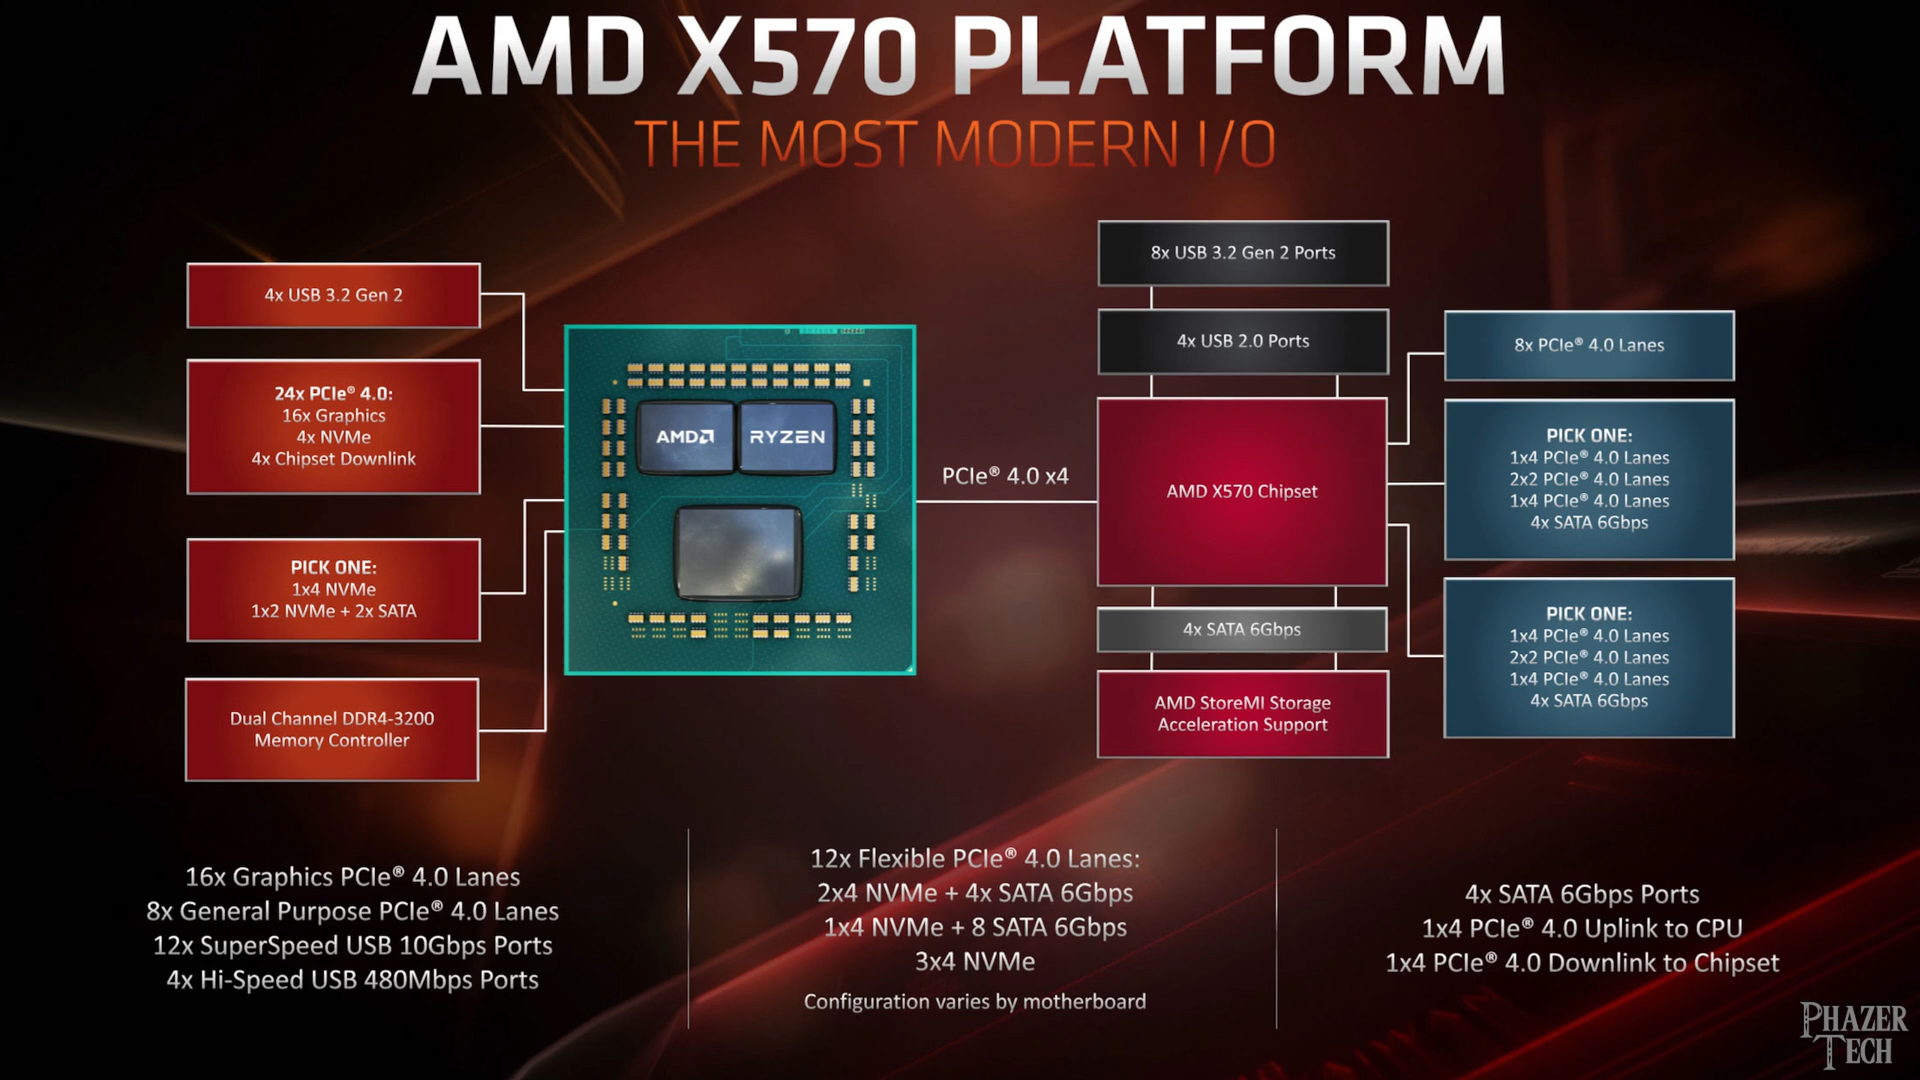 AMD X570 PLATFORM
THE MOST MODERN I/O
4x USB 3.2 Gen 2
24x PCIe® 4.0:
16x Graphics
4x NVMe
4x Chipset Downlink
PICK ONE:
1x4 NVMe
1x2 NVMe + 2x SATA
Dual Channel DDR4-3200
Memory Controller
AMD
RYZEN
PCIe® 4.0 x4
8x USB 3.2 Gen 2 Ports
4x USB 2.0 Ports
AMD X570 Chipset
4x SATA 6Gbps
AMD StoreMI Storage
Acceleration Support
8x PCIe® 4.0 Lanes
PICK ONE:
1x4 PCIe® 4.0 Lanes
2x2 PCIe® 4.0 Lanes
1x4 PCIe® 4.0 Lanes
4x SATA 6Gbps
PICK ONE:
1x4 PCIe® 4.0 Lanes
2x2 PCIe® 4.0 Lanes
1x4 PCIe® 4.0 Lanes
4x SATA 6Gbps
16x Graphics PCIe® 4.0 Lanes
8x General Purpose PCIe® 4.0 Lanes
12x SuperSpeed USB 10Gbps Ports
4x Hi-Speed USB 480Mbps Ports
12x Flexible PCIe® 4.0 Lanes:
2x4 NVMe + 4x SATA 6Gbps
1x4 NVMe + 8 SATA 6Gbps
3x4 NVMe
Configuration varies by motherboard
4x SATA 6Gbps Ports
1x4 PCIe® 4.0 Uplink to CPU
1x4 PCIe® 4.0 Downlink to Chipset
PHAZER
TECH